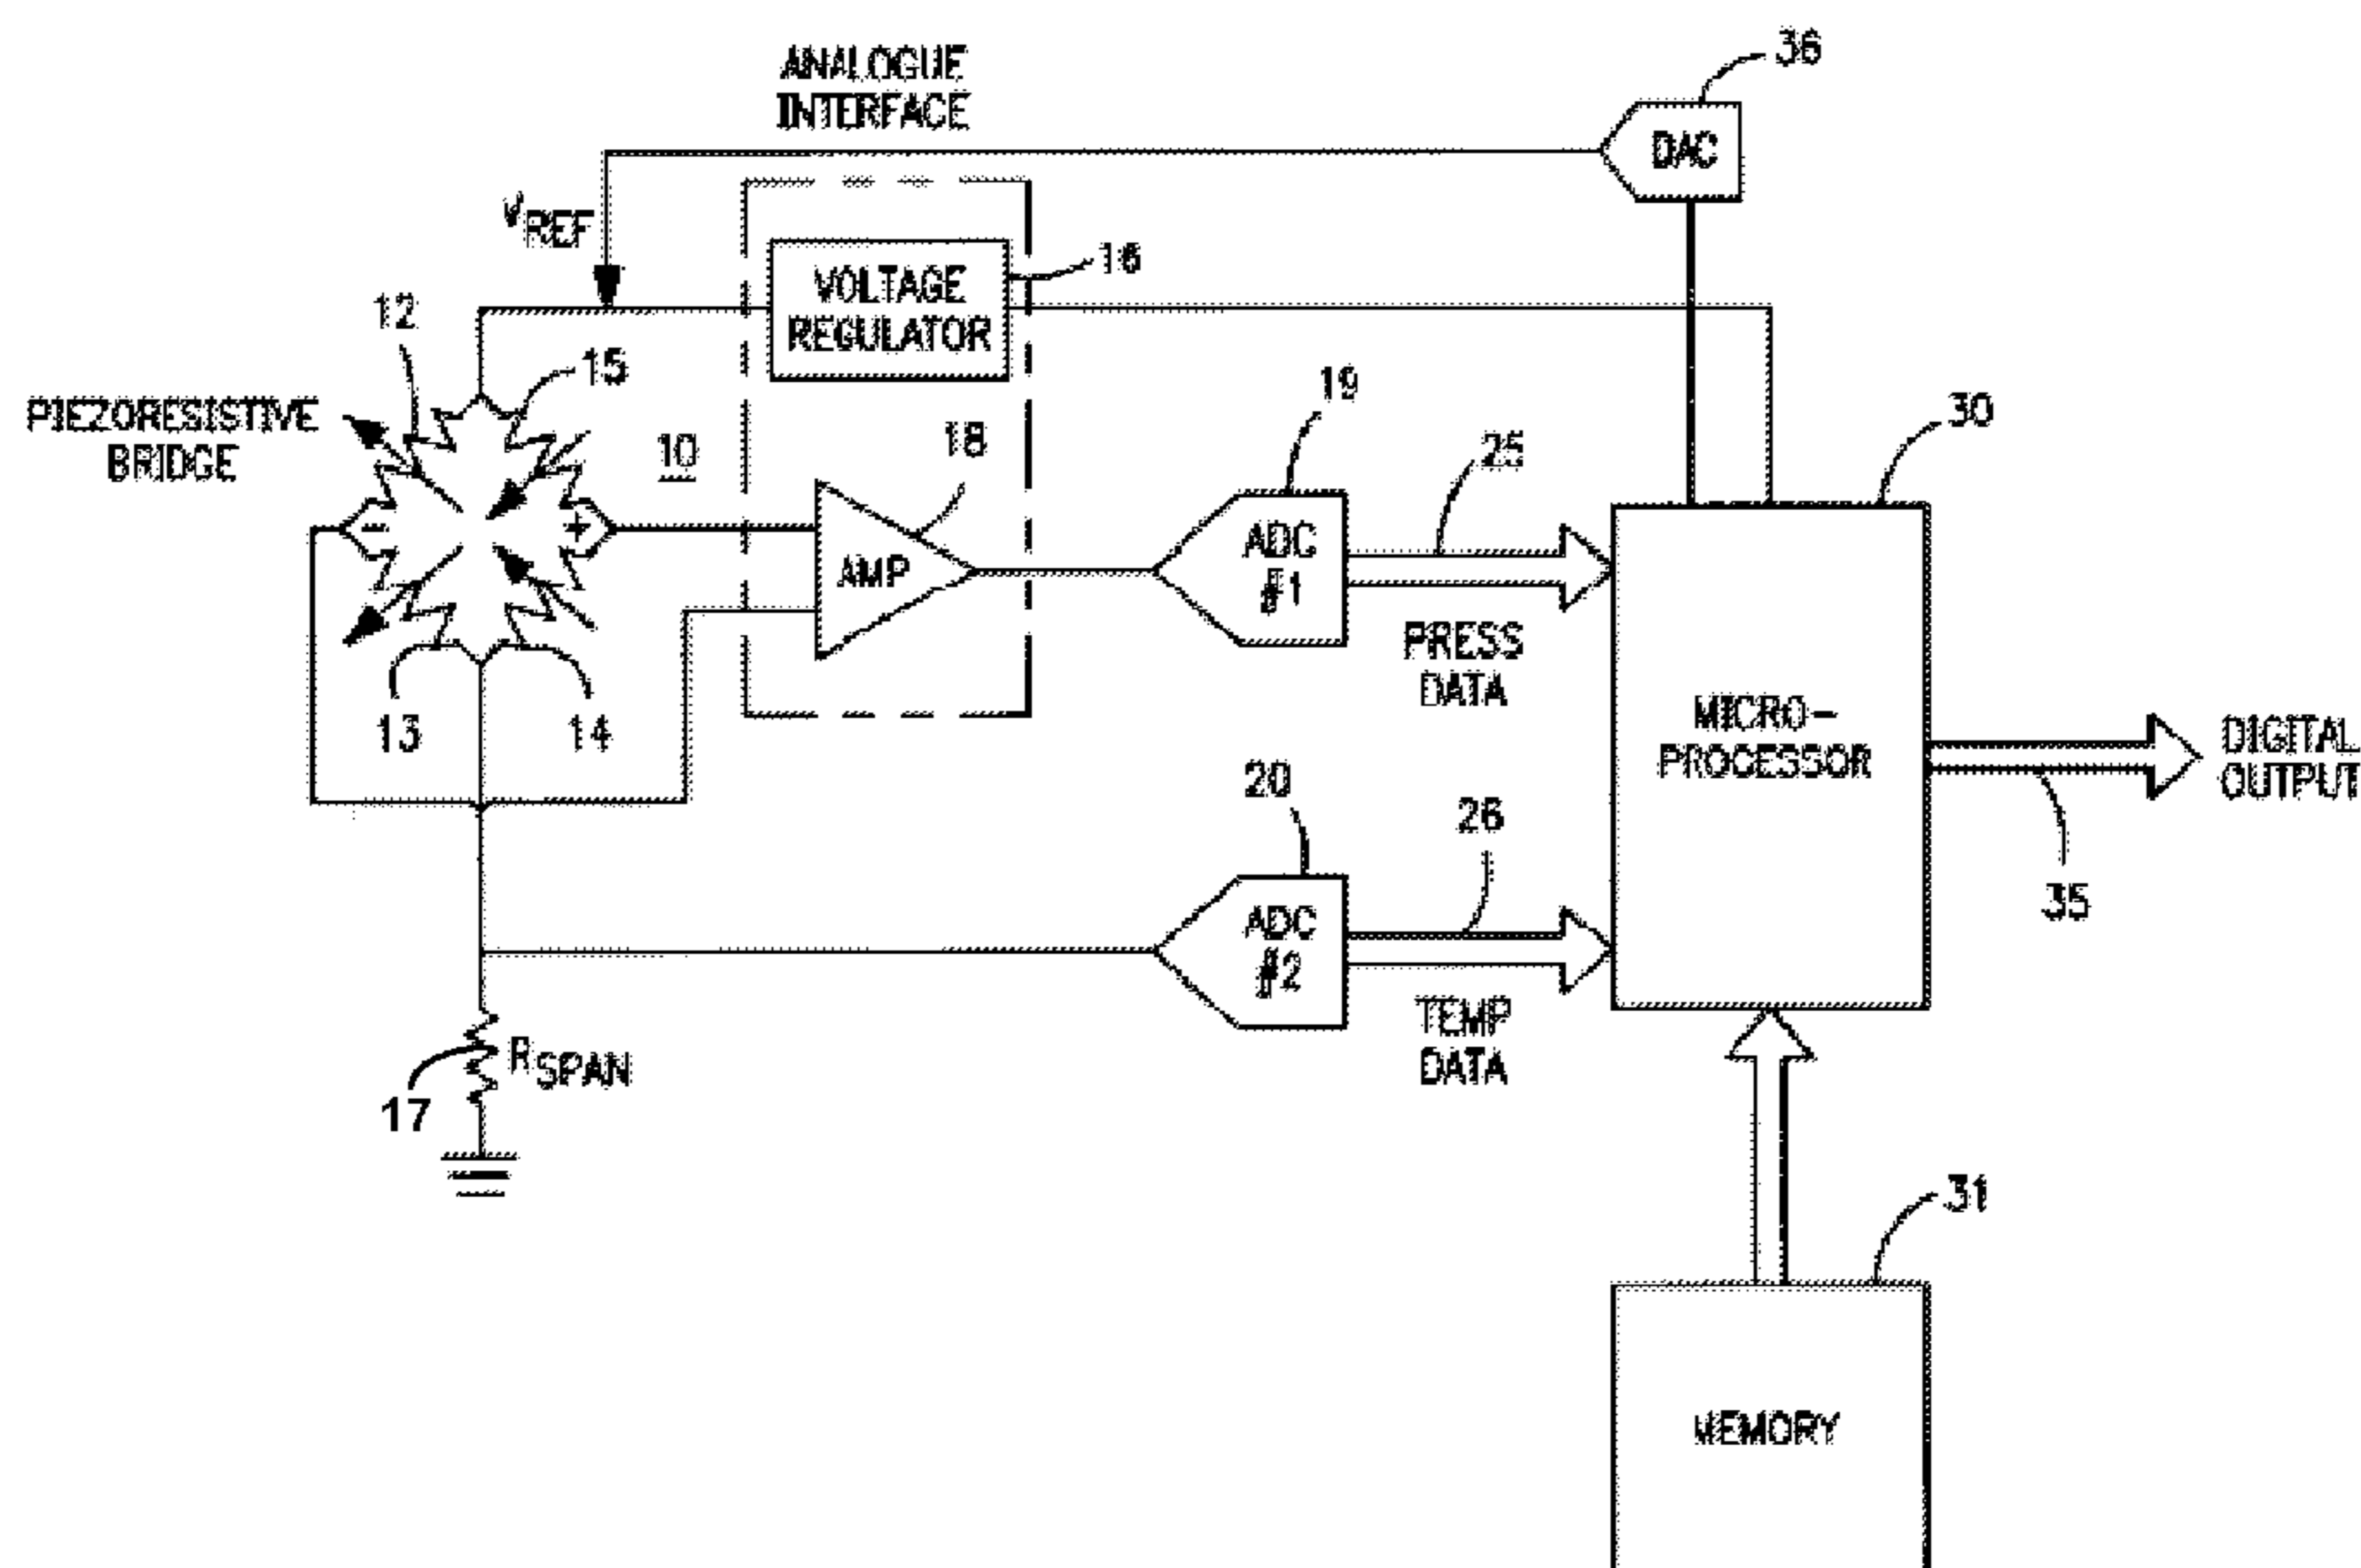 ANALOGUE
INTERFACE
36
DAC
VREF
VOLTAGE
REGULATOR
16
12
15
PIEZORESISTIVE
BRIDGE
10
18
19
25
30
-
+
AMP
ADC
#1
PRESS
DATA
13
14
MICRO-
PROCESSOR
DIGITAL
OUTPUT
20
26
35
ADC
#2
TEMP
DATA
RSPAN
17
31
MEMORY